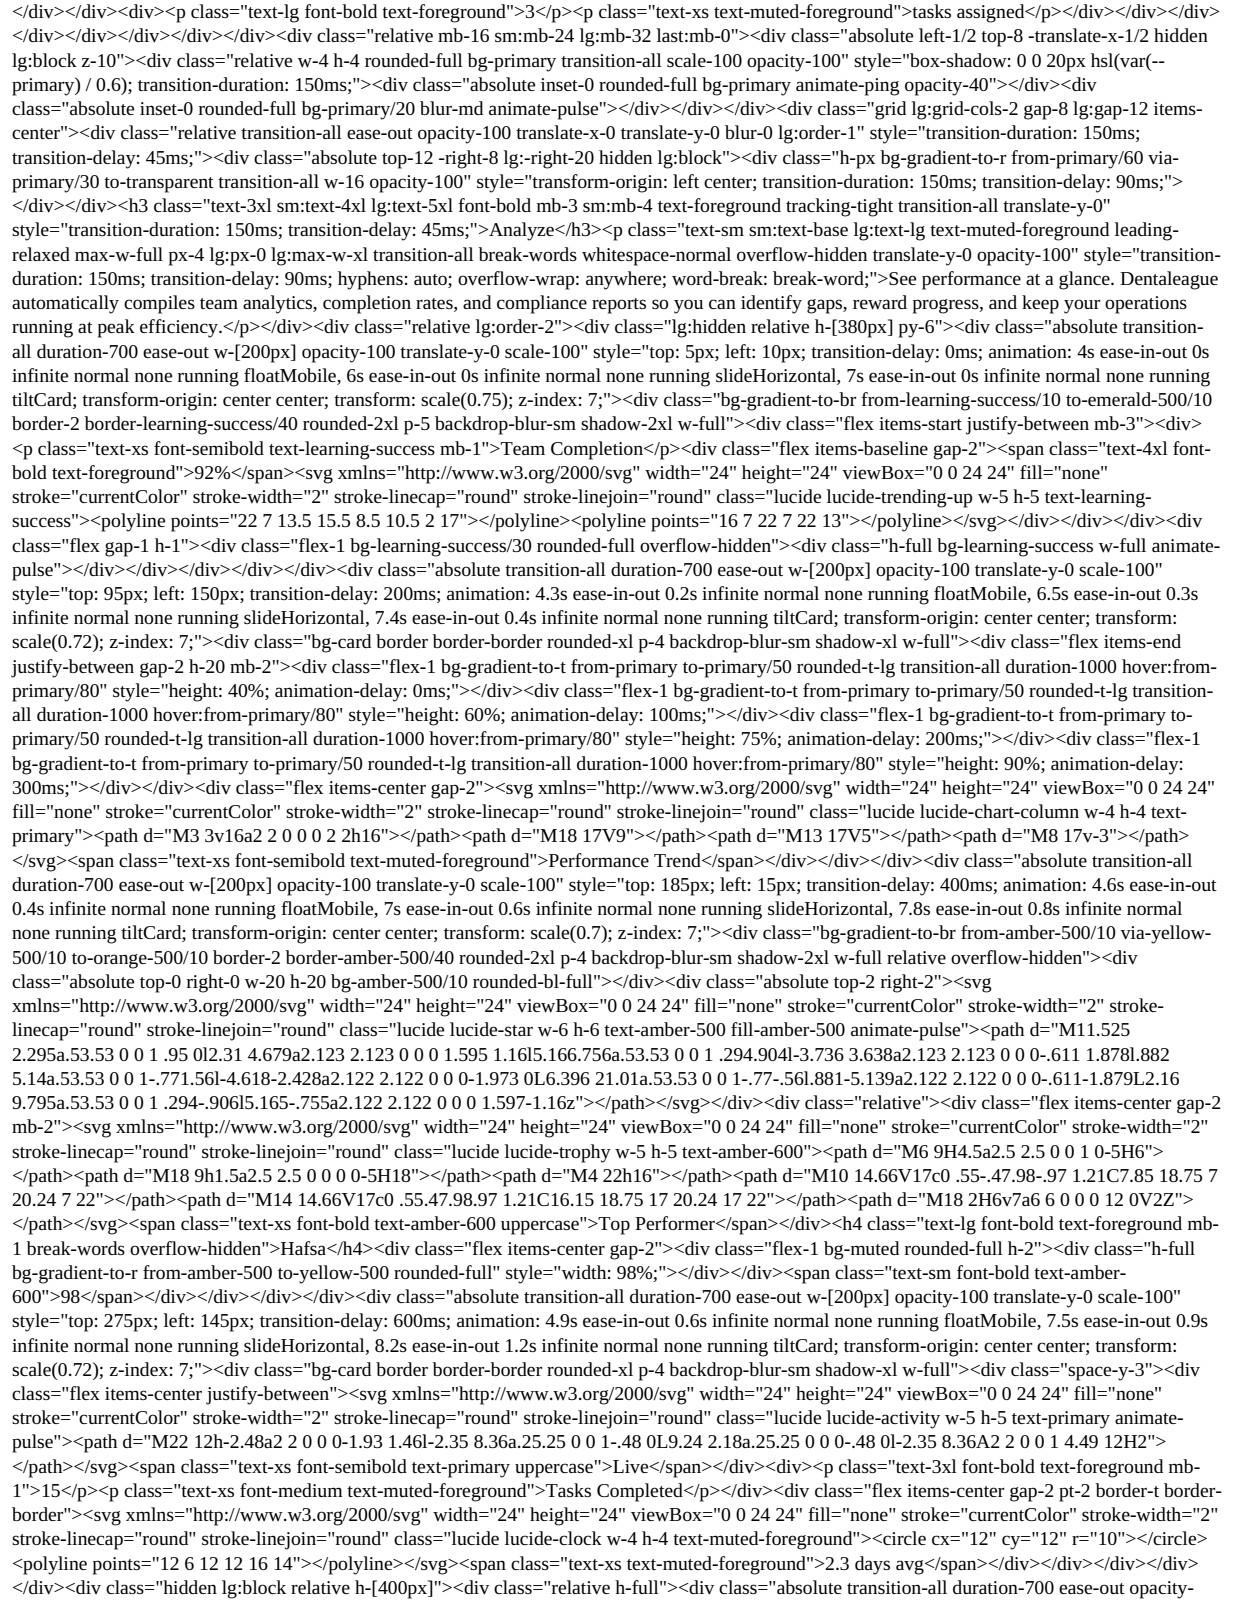 </div></div><div><p class="text-lg font-bold text-foreground">3</p><p class="text-xs text-muted-foreground">tasks assigned</p></div></div></div>
</div></div></div></div></div><div class="relative mb-16 sm:mb-24 lg:mb-32 last:mb-0"><div class="absolute left-1/2 top-8 -translate-x-1/2 hidden
lg:block z-10"><div class="relative w-4 h-4 rounded-full bg-primary transition-all scale-100 opacity-100" style="box-shadow: 0 0 20px hsl(var(--
primary) / 0.6); transition-duration: 150ms;"><div class="absolute inset-0 rounded-full bg-primary animate-ping opacity-40"></div><div
class="absolute inset-0 rounded-full bg-primary/20 blur-md animate-pulse"></div></div></div><div class="grid lg:grid-cols-2 gap-8 lg:gap-12 items-
center"><div class="relative transition-all ease-out opacity-100 translate-x-0 translate-y-0 blur-0 lg:order-1" style="transition-duration: 150ms;
transition-delay: 45ms;"><div class="absolute top-12 -right-8 lg:-right-20 hidden lg:block"><div class="h-px bg-gradient-to-r from-primary/60 via-
primary/30 to-transparent transition-all w-16 opacity-100" style="transform-origin: left center; transition-duration: 150ms; transition-delay: 90ms;">
</div></div><h3 class="text-3xl sm:text-4xl lg:text-5xl font-bold mb-3 sm:mb-4 text-foreground tracking-tight transition-all translate-y-0"
style="transition-duration: 150ms; transition-delay: 45ms;">Analyze</h3><p class="text-sm sm:text-base lg:text-lg text-muted-foreground leading-
relaxed max-w-full px-4 lg:px-0 lg:max-w-xl transition-all break-words whitespace-normal overflow-hidden translate-y-0 opacity-100" style="transition-
duration: 150ms; transition-delay: 90ms; hyphens: auto; overflow-wrap: anywhere; word-break: break-word;">See performance at a glance. Dentaleague
automatically compiles team analytics, completion rates, and compliance reports so you can identify gaps, reward progress, and keep your operations
running at peak efficiency.</p></div><div class="relative lg:order-2"><div class="lg:hidden relative h-[380px] py-6"><div class="absolute transition-
all duration-700 ease-out w-[200px] opacity-100 translate-y-0 scale-100" style="top: 5px; left: 10px; transition-delay: 0ms; animation: 4s ease-in-out 0s
infinite normal none running floatMobile, 6s ease-in-out 0s infinite normal none running slideHorizontal, 7s ease-in-out 0s infinite normal none running
tiltCard; transform-origin: center center; transform: scale(0.75); z-index: 7;"><div class="bg-gradient-to-br from-learning-success/10 to-emerald-500/10
border-2 border-learning-success/40 rounded-2xl p-5 backdrop-blur-sm shadow-2xl w-full"><div class="flex items-start justify-between mb-3"><div>
<p class="text-xs font-semibold text-learning-success mb-1">Team Completion</p><div class="flex items-baseline gap-2"><span class="text-4xl font-
bold text-foreground">92%</span><svg xmlns="http://www.w3.org/2000/svg" width="24" height="24" viewBox="0 0 24 24" fill="none"
stroke="currentColor" stroke-width="2" stroke-linecap="round" stroke-linejoin="round" class="lucide lucide-trending-up w-5 h-5 text-learning-
success"><polyline points="22 7 13.5 15.5 8.5 10.5 2 17"></polyline><polyline points="16 7 22 7 22 13"></polyline></svg></div></div></div><div
class="flex gap-1 h-1"><div class="flex-1 bg-learning-success/30 rounded-full overflow-hidden"><div class="h-full bg-learning-success w-full animate-
pulse"></div></div></div></div></div><div class="absolute transition-all duration-700 ease-out w-[200px] opacity-100 translate-y-0 scale-100"
style="top: 95px; left: 150px; transition-delay: 200ms; animation: 4.3s ease-in-out 0.2s infinite normal none running floatMobile, 6.5s ease-in-out 0.3s
infinite normal none running slideHorizontal, 7.4s ease-in-out 0.4s infinite normal none running tiltCard; transform-origin: center center; transform:
scale(0.72); z-index: 7;"><div class="bg-card border border-border rounded-xl p-4 backdrop-blur-sm shadow-xl w-full"><div class="flex items-end
justify-between gap-2 h-20 mb-2"><div class="flex-1 bg-gradient-to-t from-primary to-primary/50 rounded-t-lg transition-all duration-1000 hover:from-
primary/80" style="height: 40%; animation-delay: 0ms;"></div><div class="flex-1 bg-gradient-to-t from-primary to-primary/50 rounded-t-lg transition-
all duration-1000 hover:from-primary/80" style="height: 60%; animation-delay: 100ms;"></div><div class="flex-1 bg-gradient-to-t from-primary to-
primary/50 rounded-t-lg transition-all duration-1000 hover:from-primary/80" style="height: 75%; animation-delay: 200ms;"></div><div class="flex-1
bg-gradient-to-t from-primary to-primary/50 rounded-t-lg transition-all duration-1000 hover:from-primary/80" style="height: 90%; animation-delay:
300ms;"></div></div><div class="flex items-center gap-2"><svg xmlns="http://www.w3.org/2000/svg" width="24" height="24" viewBox="0 0 24 24"
fill="none" stroke="currentColor" stroke-width="2" stroke-linecap="round" stroke-linejoin="round" class="lucide lucide-chart-column w-4 h-4 text-
primary"><path d="M3 3v16a2 2 0 0 0 2 2h16"></path><path d="M18 17V9"></path><path d="M13 17V5"></path><path d="M8 17v-3"></path>
</svg><span class="text-xs font-semibold text-muted-foreground">Performance Trend</span></div></div></div><div class="absolute transition-all
duration-700 ease-out w-[200px] opacity-100 translate-y-0 scale-100" style="top: 185px; left: 15px; transition-delay: 400ms; animation: 4.6s ease-in-out
0.4s infinite normal none running floatMobile, 7s ease-in-out 0.6s infinite normal none running slideHorizontal, 7.8s ease-in-out 0.8s infinite normal
none running tiltCard; transform-origin: center center; transform: scale(0.7); z-index: 7;"><div class="bg-gradient-to-br from-amber-500/10 via-yellow-
500/10 to-orange-500/10 border-2 border-amber-500/40 rounded-2xl p-4 backdrop-blur-sm shadow-2xl w-full relative overflow-hidden"><div
class="absolute top-0 right-0 w-20 h-20 bg-amber-500/10 rounded-bl-full"></div><div class="absolute top-2 right-2"><svg
xmlns="http://www.w3.org/2000/svg" width="24" height="24" viewBox="0 0 24 24" fill="none" stroke="currentColor" stroke-width="2" stroke-
linecap="round" stroke-linejoin="round" class="lucide lucide-star w-6 h-6 text-amber-500 fill-amber-500 animate-pulse"><path d="M11.525
2.295a.53.53 0 0 1 .95 0l2.31 4.679a2.123 2.123 0 0 0 1.595 1.16l5.166.756a.53.53 0 0 1 .294.904l-3.736 3.638a2.123 2.123 0 0 0-.611 1.878l.882
5.14a.53.53 0 0 1-.771.56l-4.618-2.428a2.122 2.122 0 0 0-1.973 0L6.396 21.01a.53.53 0 0 1-.77-.56l.881-5.139a2.122 2.122 0 0 0-.611-1.879L2.16
9.795a.53.53 0 0 1 .294-.906l5.165-.755a2.122 2.122 0 0 0 1.597-1.16z"></path></svg></div><div class="relative"><div class="flex items-center gap-2
mb-2"><svg xmlns="http://www.w3.org/2000/svg" width="24" height="24" viewBox="0 0 24 24" fill="none" stroke="currentColor" stroke-width="2"
stroke-linecap="round" stroke-linejoin="round" class="lucide lucide-trophy w-5 h-5 text-amber-600"><path d="M6 9H4.5a2.5 2.5 0 0 1 0-5H6">
</path><path d="M18 9h1.5a2.5 2.5 0 0 0 0-5H18"></path><path d="M4 22h16"></path><path d="M10 14.66V17c0 .55-.47.98-.97 1.21C7.85 18.75 7
20.24 7 22"></path><path d="M14 14.66V17c0 .55.47.98.97 1.21C16.15 18.75 17 20.24 17 22"></path><path d="M18 2H6v7a6 6 0 0 0 12 0V2Z">
</path></svg><span class="text-xs font-bold text-amber-600 uppercase">Top Performer</span></div><h4 class="text-lg font-bold text-foreground mb-
1 break-words overflow-hidden">Hafsa</h4><div class="flex items-center gap-2"><div class="flex-1 bg-muted rounded-full h-2"><div class="h-full
bg-gradient-to-r from-amber-500 to-yellow-500 rounded-full" style="width: 98%;"></div></div><span class="text-sm font-bold text-amber-
600">98</span></div></div></div></div><div class="absolute transition-all duration-700 ease-out w-[200px] opacity-100 translate-y-0 scale-100"
style="top: 275px; left: 145px; transition-delay: 600ms; animation: 4.9s ease-in-out 0.6s infinite normal none running floatMobile, 7.5s ease-in-out 0.9s
infinite normal none running slideHorizontal, 8.2s ease-in-out 1.2s infinite normal none running tiltCard; transform-origin: center center; transform:
scale(0.72); z-index: 7;"><div class="bg-card border border-border rounded-xl p-4 backdrop-blur-sm shadow-xl w-full"><div class="space-y-3"><div
class="flex items-center justify-between"><svg xmlns="http://www.w3.org/2000/svg" width="24" height="24" viewBox="0 0 24 24" fill="none"
stroke="currentColor" stroke-width="2" stroke-linecap="round" stroke-linejoin="round" class="lucide lucide-activity w-5 h-5 text-primary animate-
pulse"><path d="M22 12h-2.48a2 2 0 0 0-1.93 1.46l-2.35 8.36a.25.25 0 0 1-.48 0L9.24 2.18a.25.25 0 0 0-.48 0l-2.35 8.36A2 2 0 0 1 4.49 12H2">
</path></svg><span class="text-xs font-semibold text-primary uppercase">Live</span></div><div><p class="text-3xl font-bold text-foreground mb-
1">15</p><p class="text-xs font-medium text-muted-foreground">Tasks Completed</p></div><div class="flex items-center gap-2 pt-2 border-t border-
border"><svg xmlns="http://www.w3.org/2000/svg" width="24" height="24" viewBox="0 0 24 24" fill="none" stroke="currentColor" stroke-width="2"
stroke-linecap="round" stroke-linejoin="round" class="lucide lucide-clock w-4 h-4 text-muted-foreground"><circle cx="12" cy="12" r="10"></circle>
<polyline points="12 6 12 12 16 14"></polyline></svg><span class="text-xs text-muted-foreground">2.3 days avg</span></div></div></div></div>
</div><div class="hidden lg:block relative h-[400px]"><div class="relative h-full"><div class="absolute transition-all duration-700 ease-out opacity-